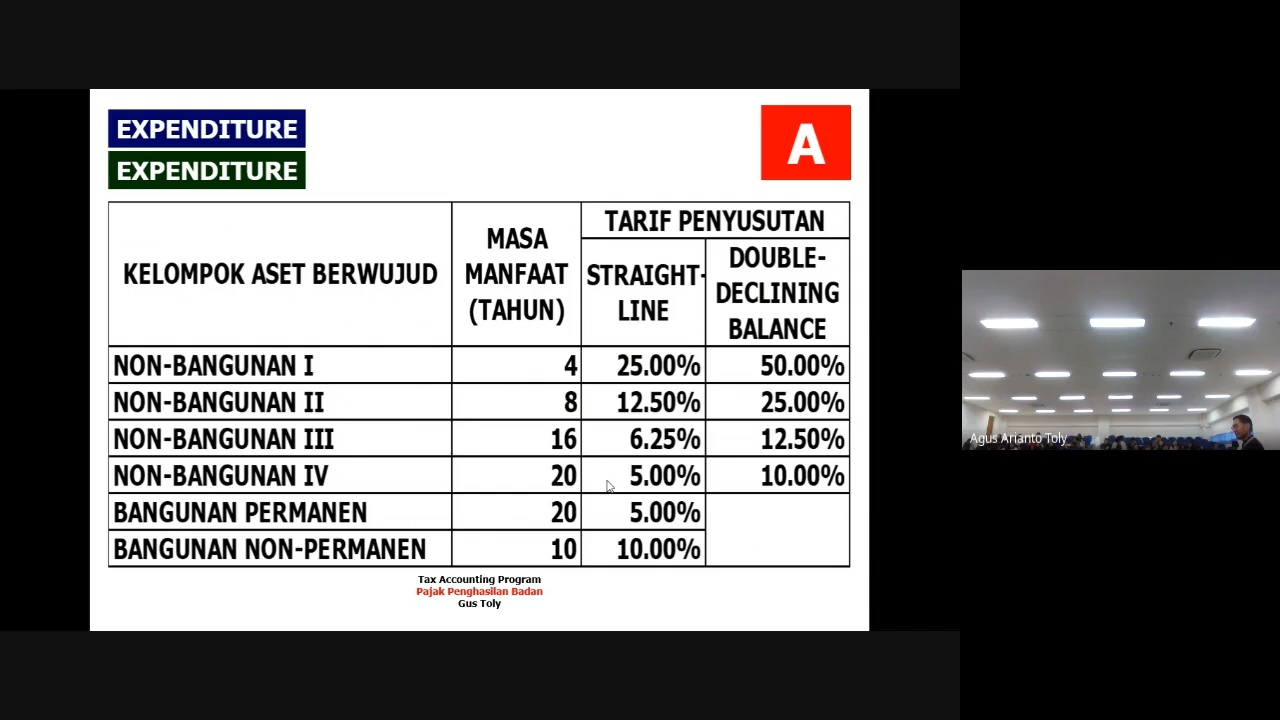 EXPENDITURE
EXPENDITURE
A
KELOMPOK ASET BERWUJUD
MASA
MANFAAT
(TAHUN)
TARIF PENYUSUTAN
STRAIGHT-
LINE
DOUBLE-
DECLINING
BALANCE
NON-BANGUNAN I 4 25.00% 50.00%
NON-BANGUNAN II 8 12.50% 25.00%
NON-BANGUNAN III 16 6.25% 12.50%
NON-BANGUNAN IV 20 5.00% 10.00%
BANGUNAN PERMANEN 20 5.00%
BANGUNAN NON-PERMANEN 10 10.00%
Tax Accounting Program
Pajak Penghasilan Badan
Gus Toly
Agus Arianto Toly